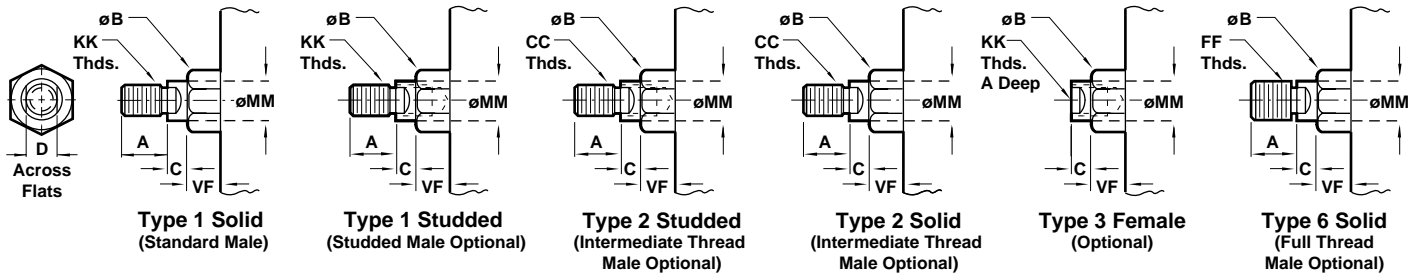 D
Across
Flats
øB
KK
Thds.
øMM
A
C
VF
Type 1 Solid
(Standard Male)
øB
KK
Thds.
øMM
A
C
VF
Type 1 Studded
(Studded Male Optional)
øB
CC
Thds.
øMM
A
C
VF
Type 2 Studded
(Intermediate Thread
Male Optional)
øB
CC
Thds.
øMM
A
C
VF
Type 2 Solid
(Intermediate Thread
Male Optional)
øB
KK
Thds.
A Deep
øMM
C
VF
Type 3 Female
(Optional)
øB
FF
Thds.
øMM
A
C
VF
Type 6 Solid
(Full Thread
Male Optional)